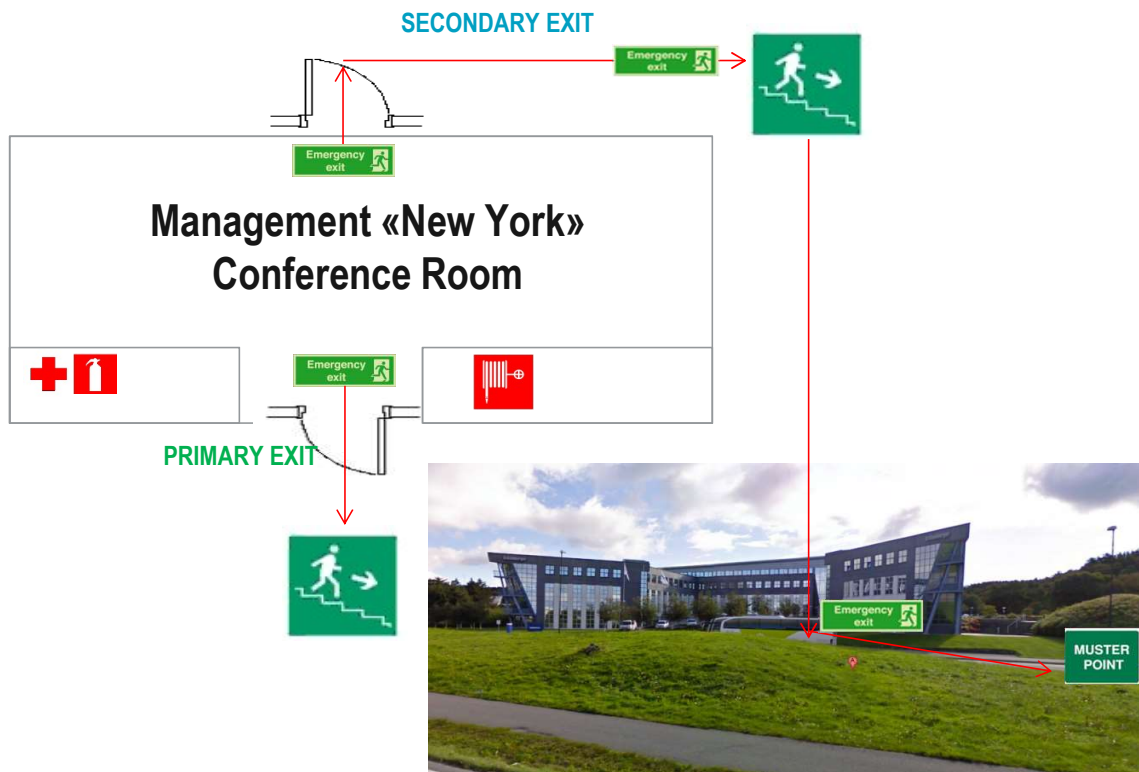 SECONDARY EXIT
Emergency
exit
Emergency
exit
Management «New York»
Conference Room
Emergency
exit
PRIMARY EXIT
Emergency
exit
MUSTER
POINT